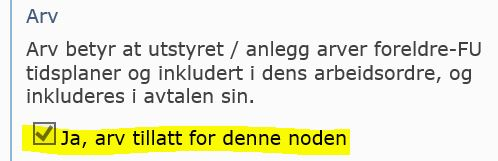 Arv
Arv betyr at utstyret / anlegg arver foreldre-FU
tidsplaner og inkludert i dens arbeidsordre, og
inkluderes i avtalen sin.
Ja, arv tillatt for denne noden